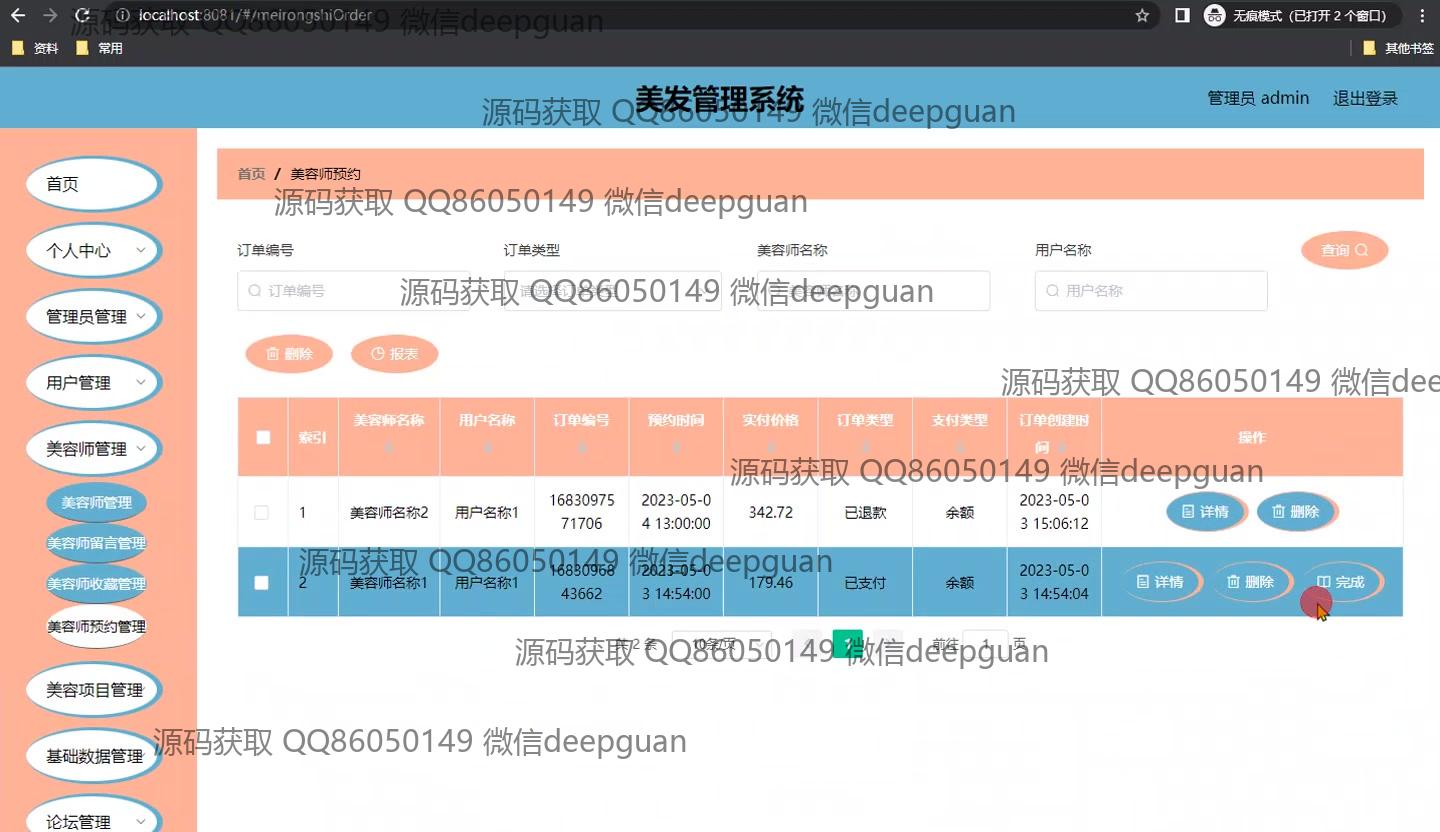 localhost:8081/#/meirongshiOrder
无痕模式（已打开 2 个窗口）
资料
常用
其他书签
源码获取 QQ86050149 微信deepguan
美发管理系统
管理员 admin
退出登录
源码获取 QQ86050149 微信deepguan
首页 / 美容师预约
源码获取 QQ86050149 微信deepguan
首页
个人中心
管理员管理
用户管理
美容师管理
美容师管理
美容师留言管理
美容师收藏管理
美容师预约管理
美容项目管理
基础数据管理
论坛管理
订单编号
订单类型
美容师名称
用户名称
查询
订单编号
用户名称
源码获取 QQ86050149 微信deepguan
删除
报表
源码获取 QQ86050149 微信dee
索引
美容师名称
用户名称
订单编号
预约时间
实付价格
订单类型
支付类型
订单创建时
间
操作
源码获取 QQ86050149 微信deepguan
1
美容师名称2
用户名称1
16830975
71706
2023-05-0
4 13:00:00
342.72
已退款
余额
2023-05-0
3 15:06:12
详情
删除
源码获取 QQ86050149 微信deepguan
2
美容师名称1
用户名称1
16830968
43662
2023-05-0
3 14:54:00
179.46
已支付
余额
2023-05-0
3 14:54:04
详情
删除
完成
共 2 条
10条/页
1
前往
1
页
源码获取 QQ86050149 微信deepguan
源码获取 QQ86050149 微信deepguan